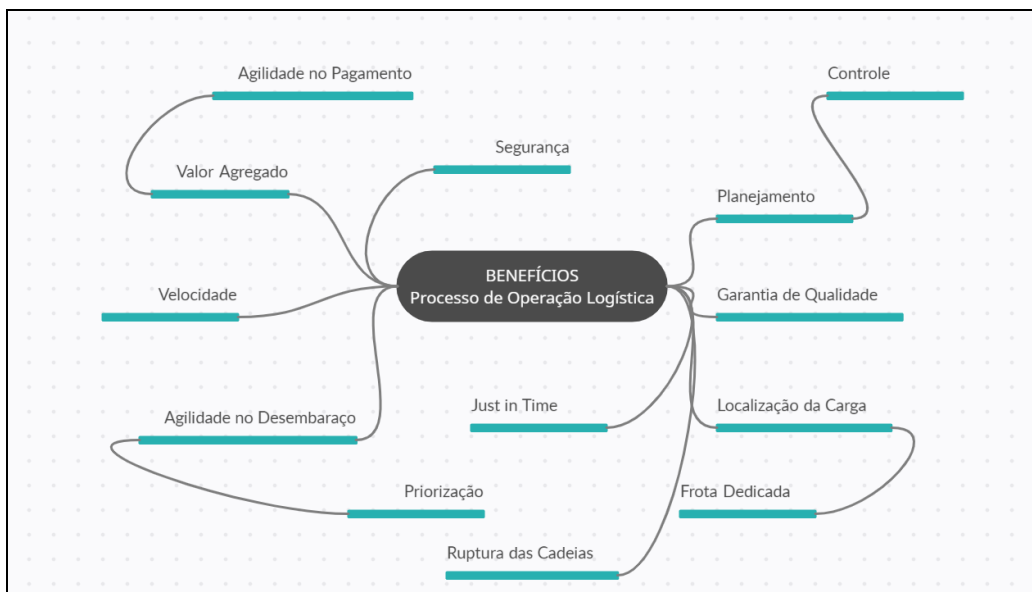 Agilidade no Pagamento
Controle
Segurança
Valor Agregado
Planejamento
BENEFÍCIOS
Processo de Operação Logística
Velocidade
Garantia de Qualidade
Just in Time
Localização da Carga
Agilidade no Desembaraço
Priorização
Frota Dedicada
Ruptura das Cadeias